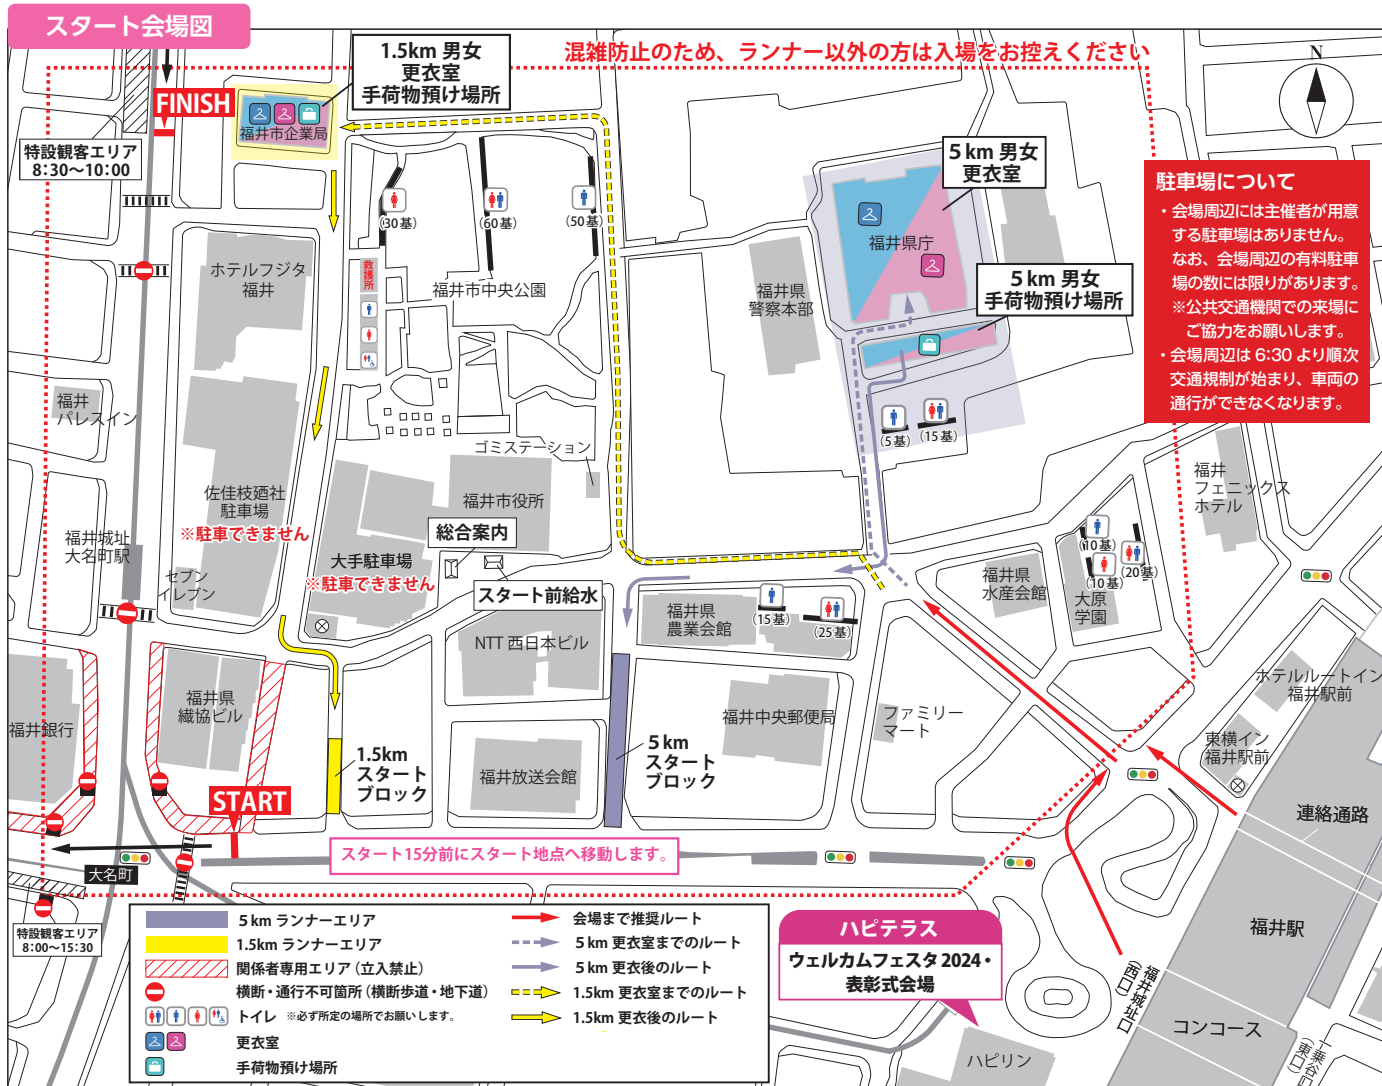 スタート会場図
混雑防止のため、ランナー以外の方は入場をお控えください
N
1.5km 男女
更衣室
手荷物預け場所
FINISH
福井市企業局
特設観客エリア
8:30〜10:00
5km 男女
更衣室
福井県庁
5km 男女
手荷物預け場所
駐車場について
・会場周辺には主催者が用意
する駐車場はありません。
なお、会場周辺の有料駐車
場の数には限りがあります。
※公共交通機関での来場に
ご協力をお願いします。
・会場周辺は 6:30 より順次
交通規制が始まり、車両の
通行ができなくなります。
(30基)
(60基)
(50基)
ホテルフジタ
福井
救護所
福井市中央公園
福井県
警察本部
福井
パレスイン
(5基)
(15基)
ゴミステーション
福井
フェニックス
ホテル
佐佳枝廼社
駐車場
※駐車できません
福井市役所
福井城址
大名町駅
総合案内
大手駐車場
※駐車できません
セブン
イレブン
スタート前給水
(10基)
(10基)
(20基)
福井県
水産会館
大原
学園
福井県
農業会館
(15基)
(25基)
NTT 西日本ビル
福井県
繊協ビル
福井銀行
ホテルルートイン
福井駅前
福井中央郵便局
ファミリー
マート
東横イン
福井駅前
1.5km
スタート
ブロック
5km
スタート
ブロック
福井放送会館
START
連絡通路
スタート15分前にスタート地点へ移動します。
大名町
特設観客エリア
8:00〜15:30
5kmランナーエリア
1.5kmランナーエリア
関係者専用エリア(立入禁止)
横断・通行不可箇所(横断歩道・地下道)
トイレ ※必ず所定の場所でお願いします。
更衣室
手荷物預け場所
会場まで推奨ルート
5km 更衣室までのルート
5km 更衣後のルート
1.5km 更衣室までのルート
1.5km 更衣後のルート
ハピテラス
ウェルカムフェスタ2024・
表彰式会場
福井駅
福井城址口
(西口)
コンコース
ハピリン
一乗谷口
(東口)